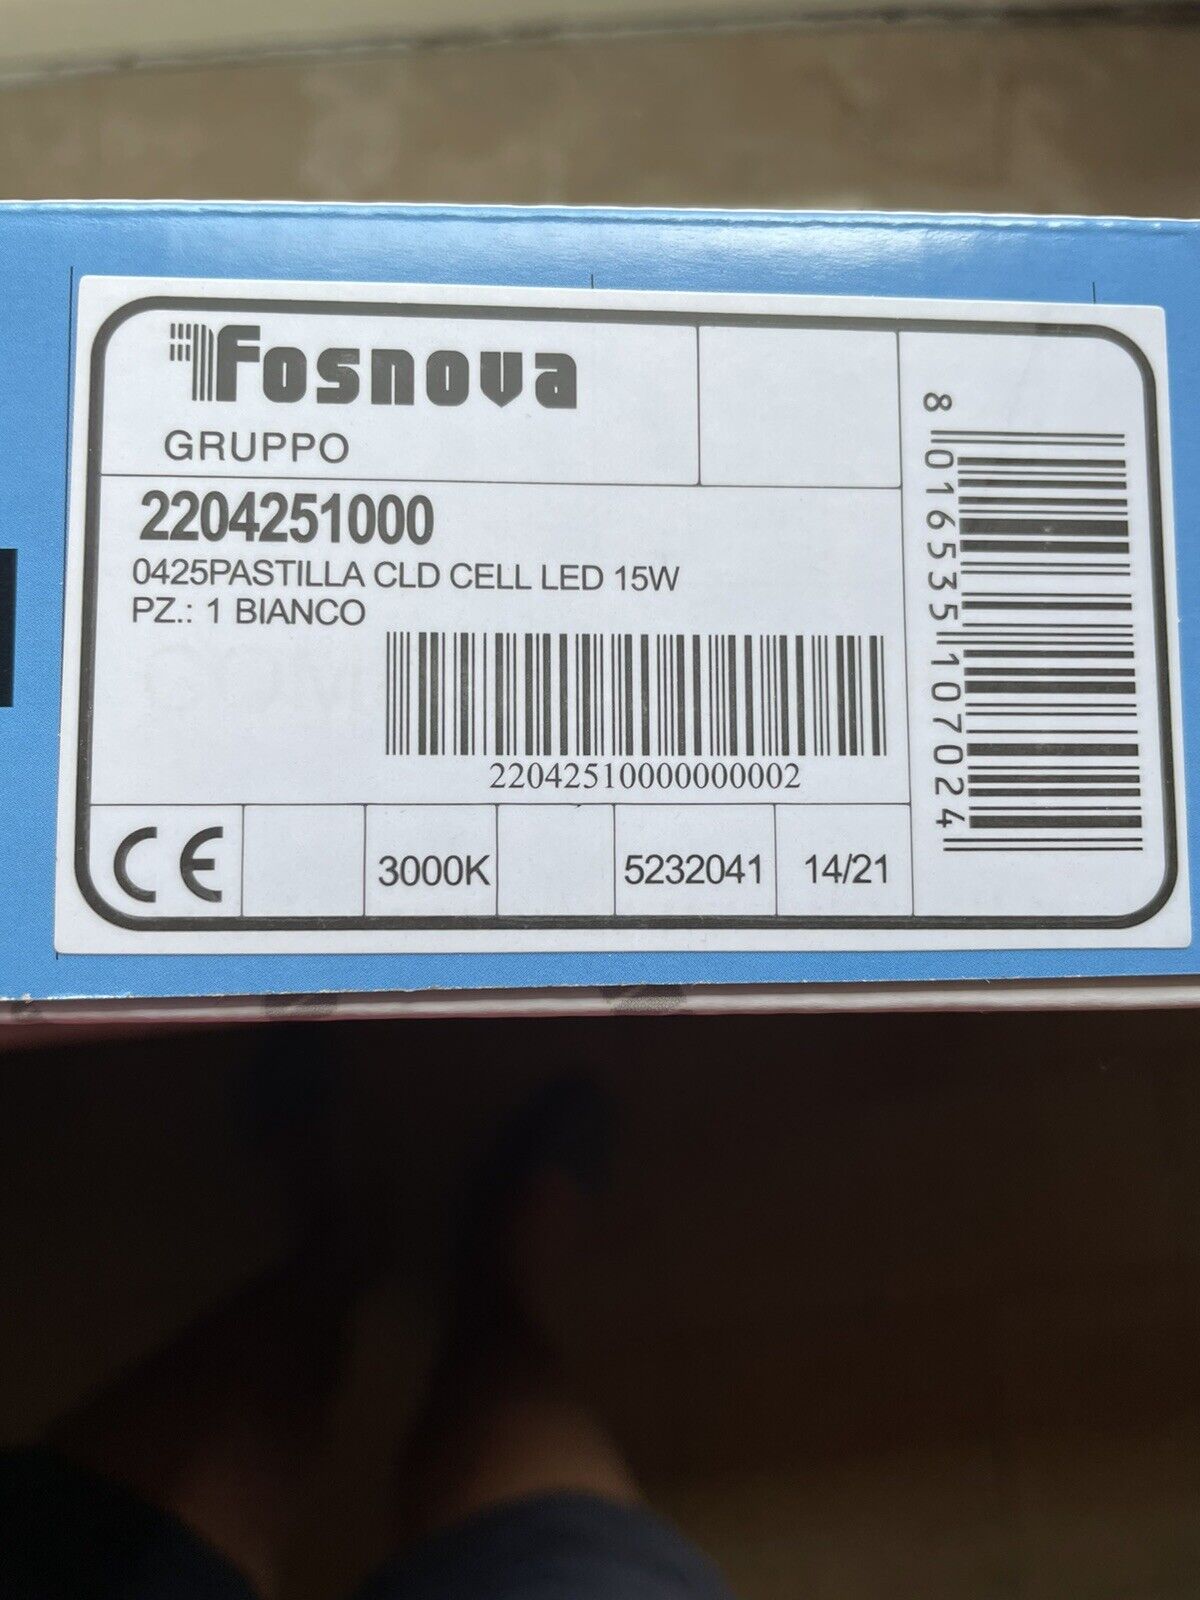 Fosnova
GRUPPO
2204251000
0425PASTILLA CLD CELL LED 15W
PZ.: 1 BIANCO
22042510000000002
CE
3000K
5232041
14/21
8 016535 107024